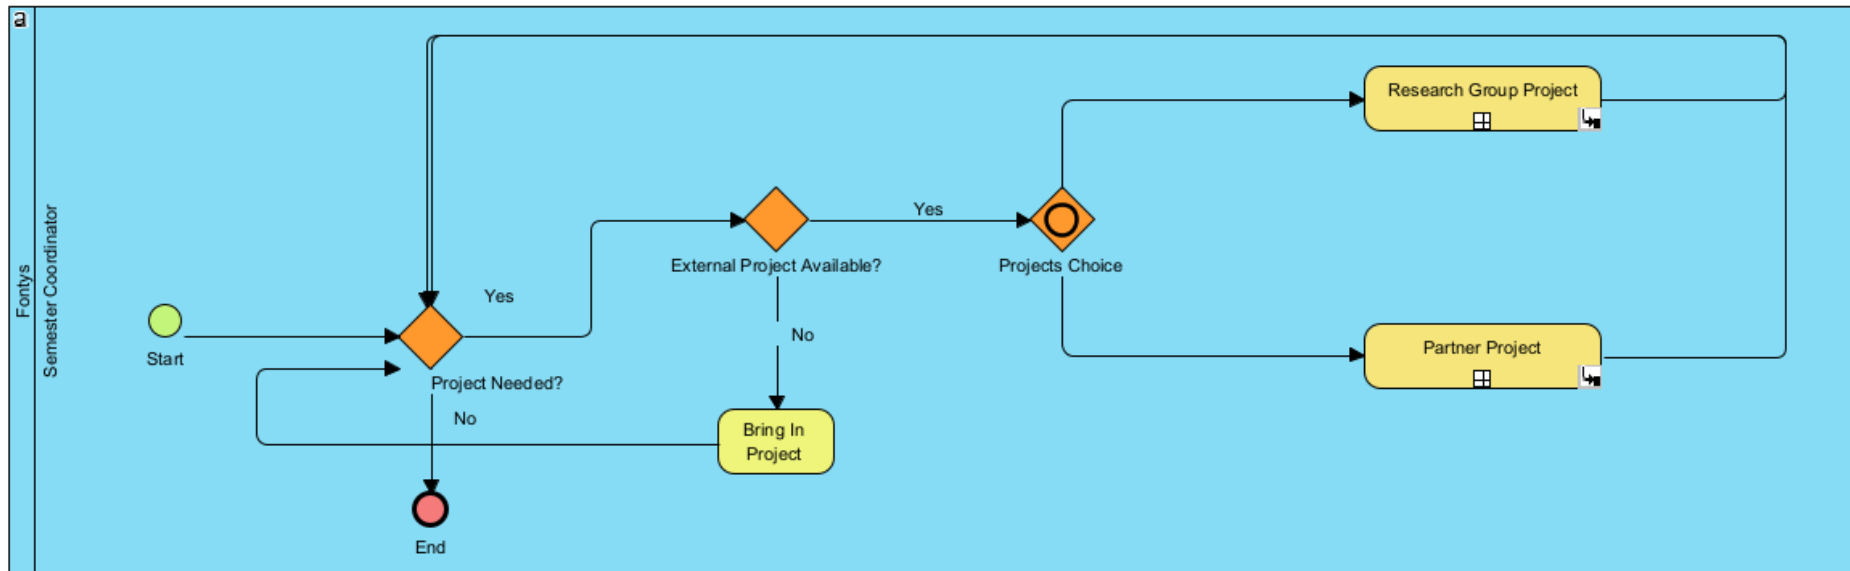 a
Fontys
Semester Coordinator
Start
Project Needed?
Yes
No
End
External Project Available?
Yes
No
Bring In
Project
Projects Choice
Research Group Project
Partner Project